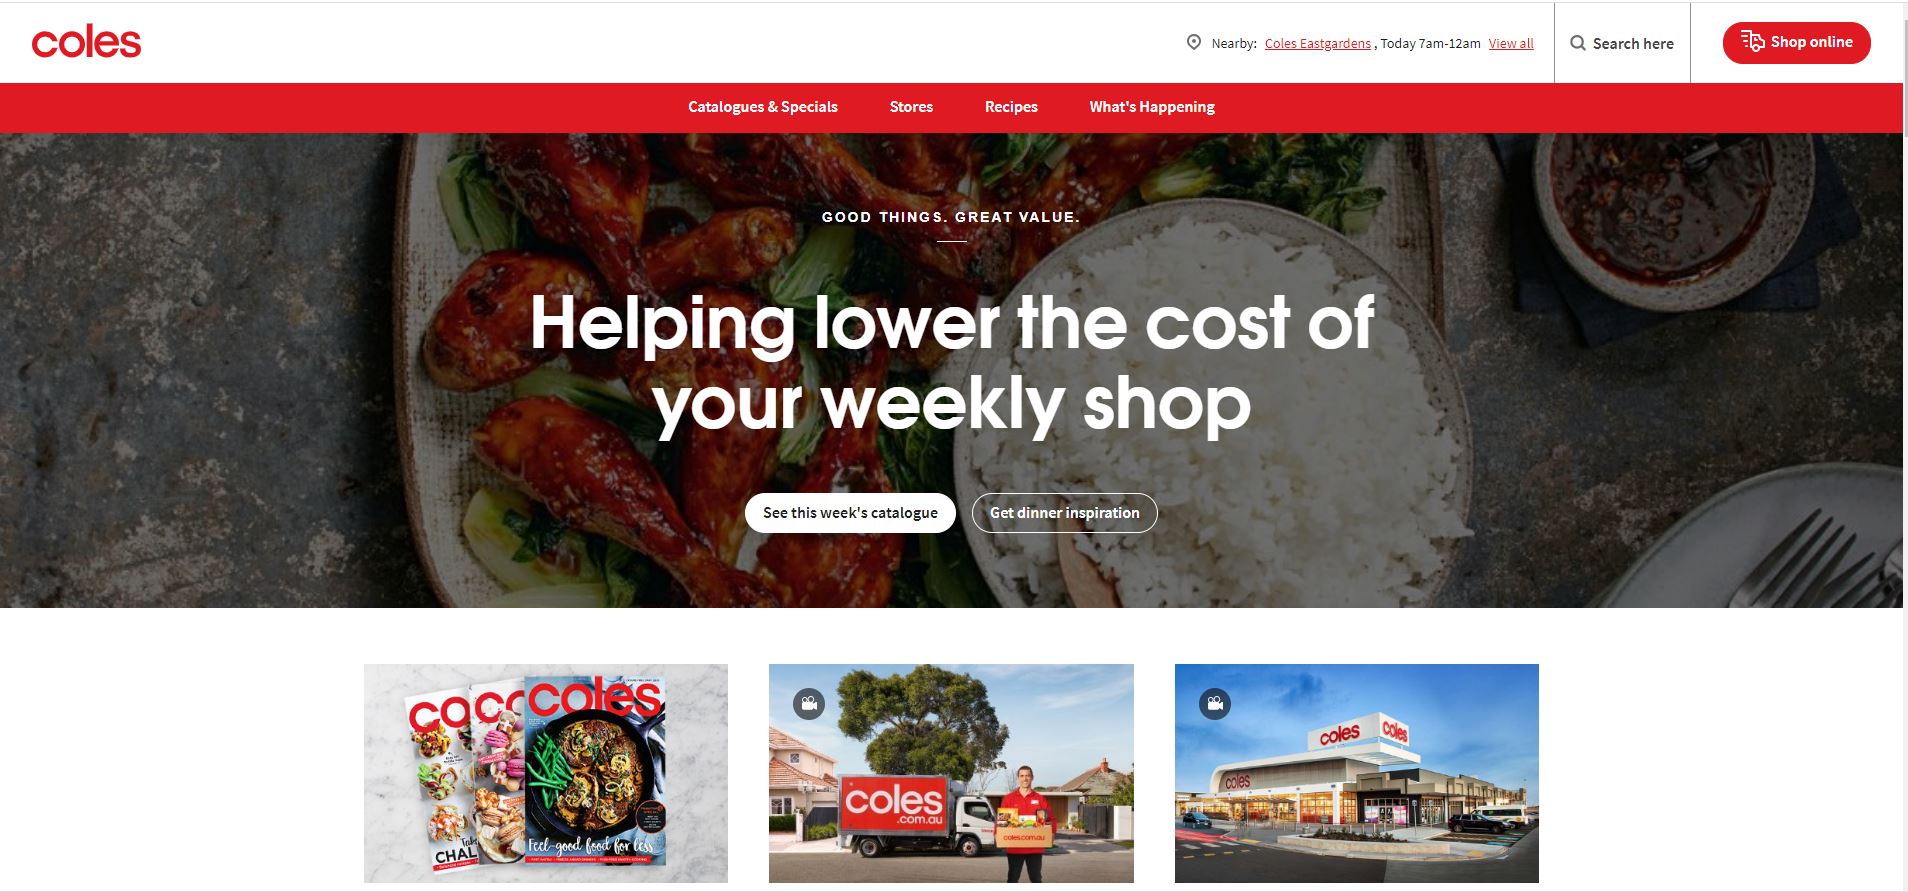 coles
Nearby: Coles Eastgardens , Today 7am-12am View all
Search here
Shop online
Catalogues & Specials Stores Recipes What's Happening
GOOD THINGS. GREAT VALUE.
Helping lower the cost of
your weekly shop
See this week's catalogue Get dinner inspiration
coles
Feel-good food for less
coles
.com.au
coles.com.au
coles
coles
coles